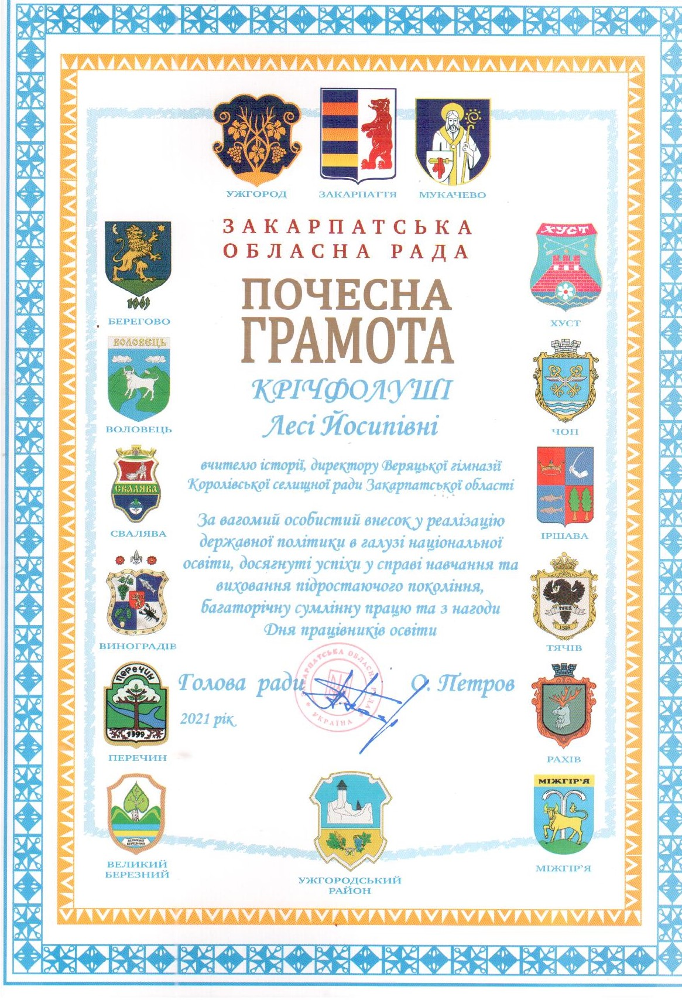 УЖГОРОД
ЗАКАРПАТТЯ
МУКАЧЕВО
ЗАКАРПАТСЬКА
ОБЛАСНА РАДА
ПОЧЕСНА
ГРАМОТА
КРІЧФОЛУШІ
Лесі Йосипівні
вчителю історії, директору Веряцької гімназії
Королівської селищної ради Закарпатської області
За вагомий особистий внесок у реалізацію
державної політики в галузі національної
освіти, досягнуті успіхи у справі навчання та
виховання підростаючого покоління,
багаторічну сумлінну працю та з нагоди
Дня працівників освіти
Голова ради О. Петров
2021 рік
ЗАКАРПАТСЬКА ОБЛАСНА РАДА
УКРАЇНА
1063
БЕРЕГОВО
ВОЛОВЕЦЬ
ВОЛОВЕЦЬ
СВАЛЯВА
СВАЛЯВА
ВИНОГРАДІВ
ПЕРЕЧИН
1399
ПЕРЕЧИН
ВЕЛИКИЙ
БЕРЕЗНИЙ
ВЕЛИКИЙ
БЕРЕЗНИЙ
УЖГОРОДСЬКИЙ
РАЙОН
ХУСТ
ХУСТ
ЧОП
ІРШАВА
1329
ТЯЧІВ
РАХІВ
МІЖГІР'Я
МІЖГІР'Я